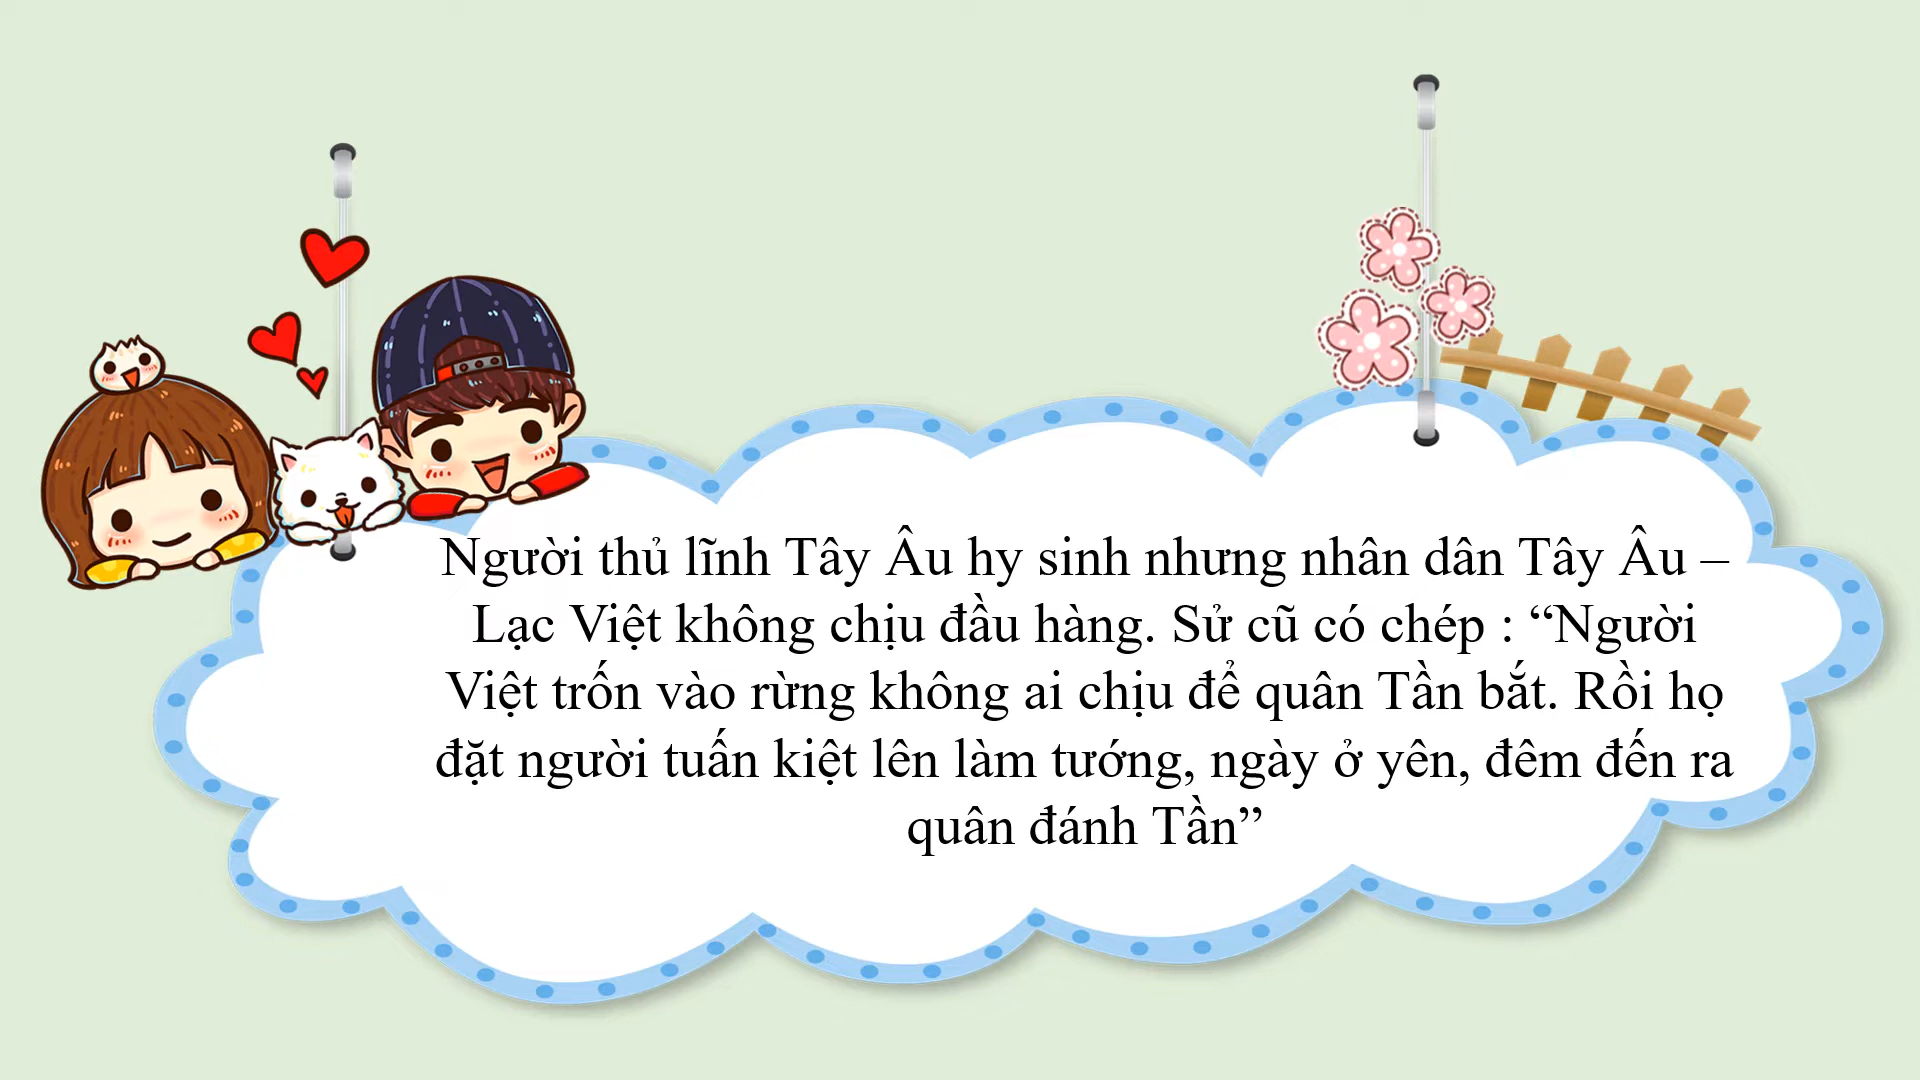 Người thủ lĩnh Tây Âu hy sinh nhưng nhân dân Tây Âu –
Lạc Việt không chịu đầu hàng. Sử cũ có chép : “Người
Việt trốn vào rừng không ai chịu để quân Tần bắt. Rồi họ
đặt người tuấn kiệt lên làm tướng, ngày ở yên, đêm đến ra
quân đánh Tần”